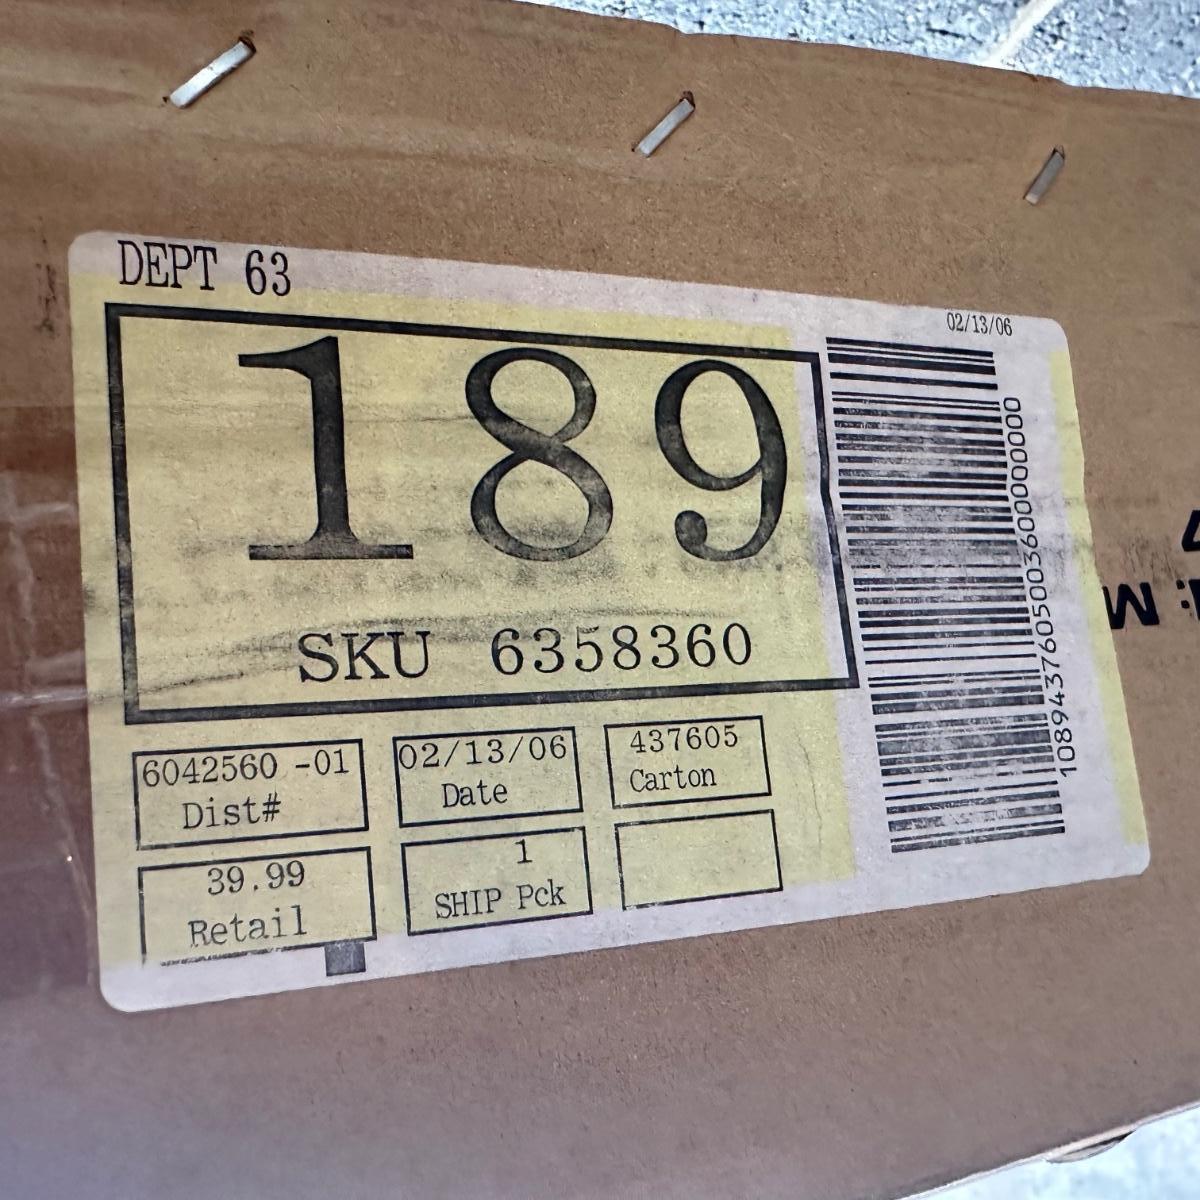 DEPT 63
02/13/06
189
SKU 6358360
10894376050036000000000
6042560 -01
Dist#
02/13/06
Date
437605
Carton
39.99
Retail
1
SHIP Pck